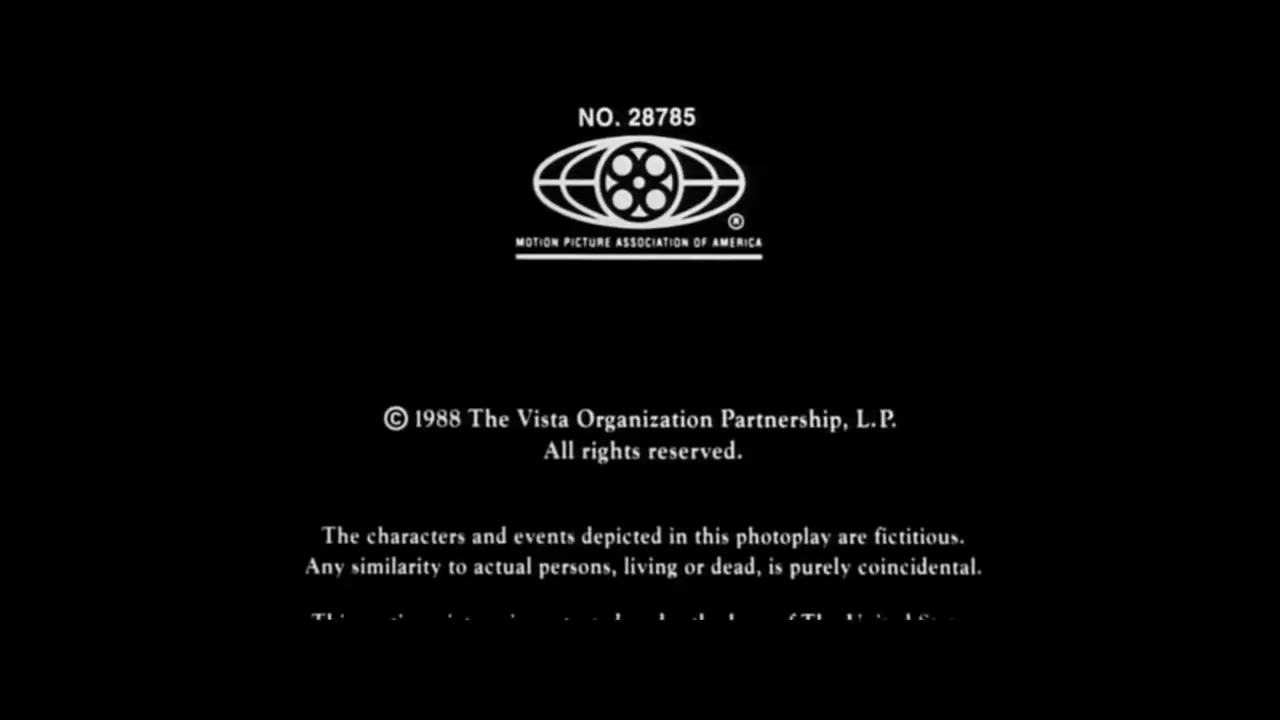 NO. 28785
®
MOTION PICTURE ASSOCIATION OF AMERICA
© 1988 The Vista Organization Partnership, L.P.
All rights reserved.
The characters and events depicted in this photoplay are fictitious.
Any similarity to actual persons, living or dead, is purely coincidental.